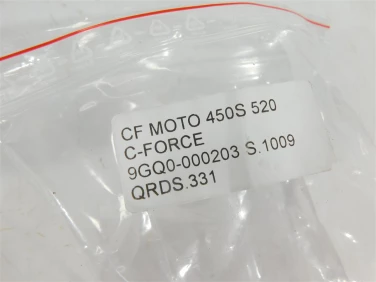 CF MOTO 450S 520
C-FORCE
9GQ0-000203 S.1009
QRDS.331